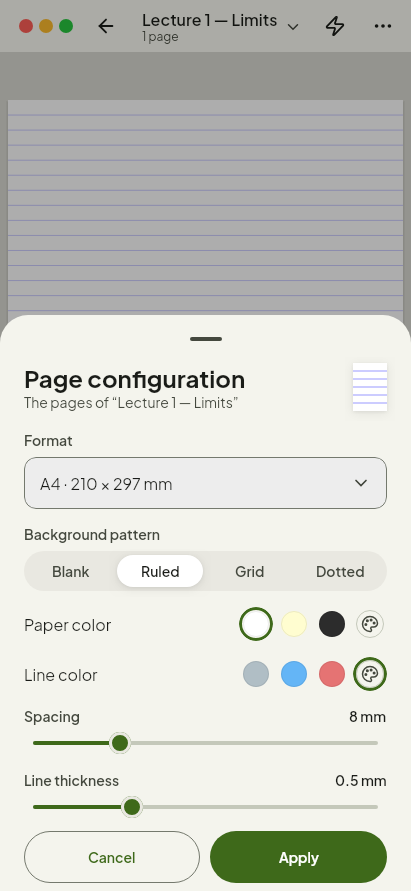 Lecture 1 — Limits
1 page
Page configuration
The pages of “Lecture 1 — Limits”
Format
A4 · 210 × 297 mm
Background pattern
Blank Ruled Grid Dotted
Paper color
Line color
Spacing 8 mm
Line thickness 0.5 mm
Cancel Apply